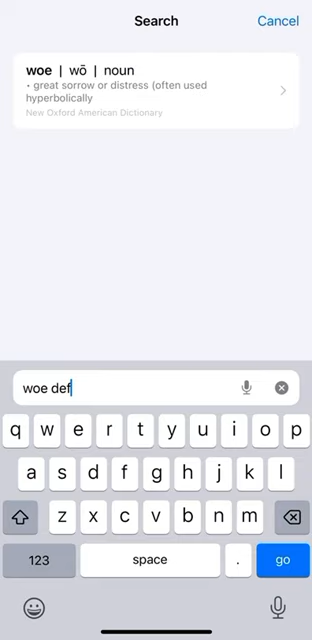 Search
Cancel
woe | wō | noun
• great sorrow or distress (often used
hyperbolically
New Oxford American Dictionary
woe def
q w e r t y u i o p
a s d f g h j k l
z x c v b n m
123 space . go